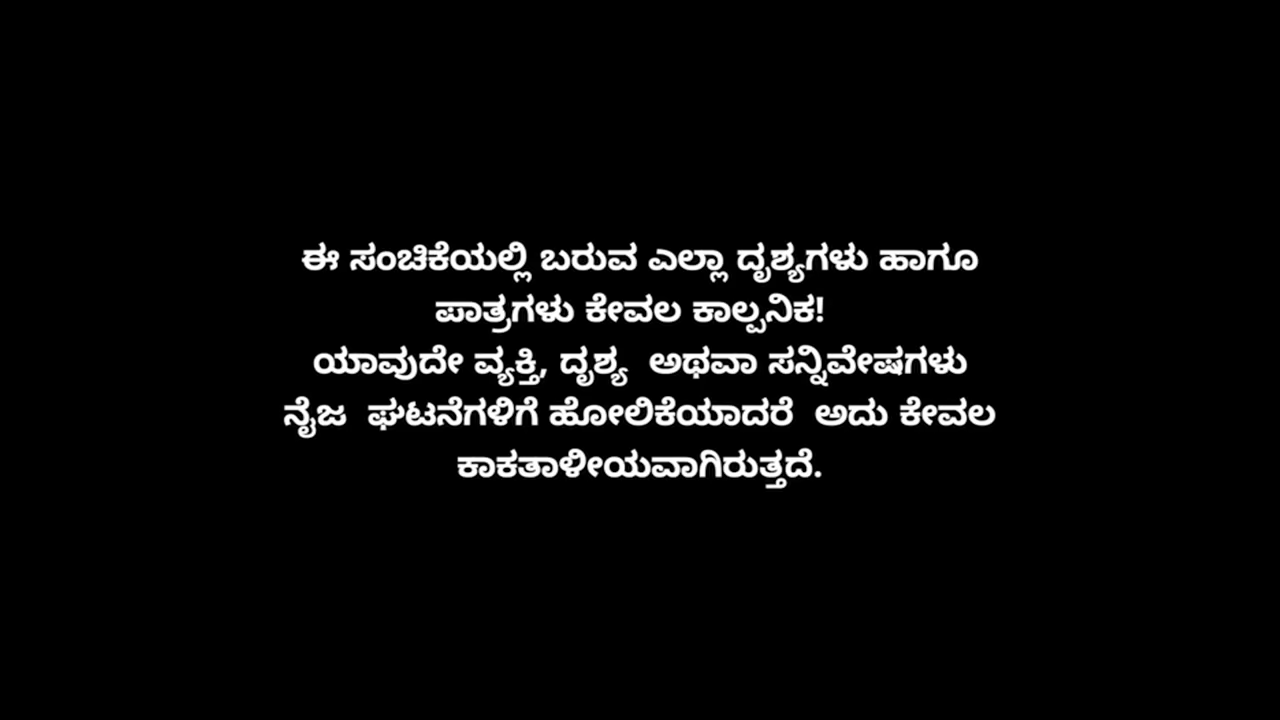 ಈ ಸಂಚಿಕೆಯಲ್ಲಿ ಬರುವ ಎಲ್ಲಾ ದೃಶ್ಯಗಳು ಹಾಗೂ
ಪಾತ್ರಗಳು ಕೇವಲ ಕಾಲ್ಪನಿಕ!
ಯಾವುದೇ ವ್ಯಕ್ತಿ, ದೃಶ್ಯ ಅಥವಾ ಸನ್ನಿವೇಷಗಳು
ನೈಜ ಘಟನೆಗಳಿಗೆ ಹೋಲಿಕೆಯಾದರೆ ಅದು ಕೇವಲ
ಕಾಕತಾಳೀಯವಾಗಿರುತ್ತದೆ.